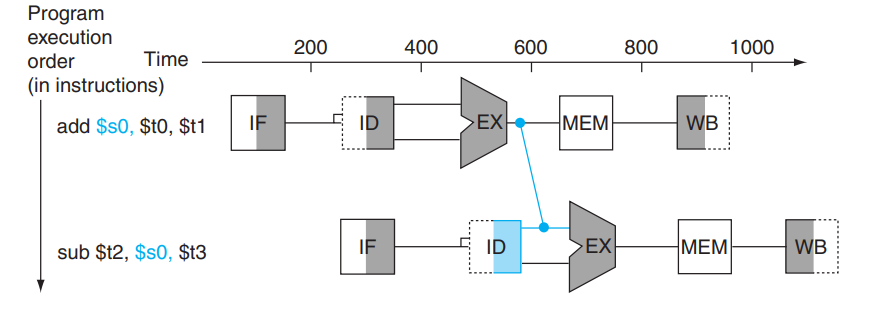 Program
execution
order
(in instructions)
Time
200 400 600 800 1000
add $s0, $t0, $t1
IF ID EX MEM WB
sub $t2, $s0, $t3
IF ID EX MEM WB